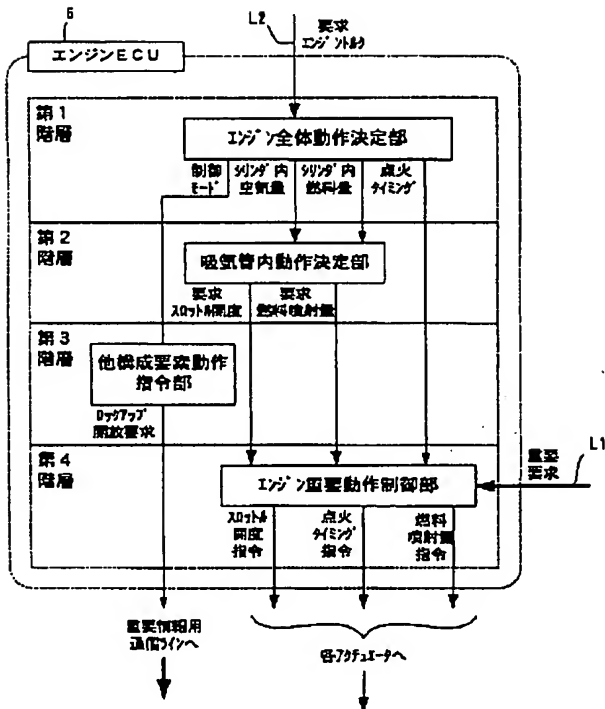 6
L2
要求
エンジントルク
エンジンECU
第1
階層
エンジン全体動作決定部
制御
モード
シリンダ内
空気量
シリンダ内
燃料量
点火
タイミング
第2
階層
吸気管内動作決定部
要求
スロットル開度
要求
燃料噴射量
第3
階層
他構成要素動作
指令部
ロックアップ
開放要求
第4
階層
重要
要求
L1
エンジン重要動作制御部
スロットル
開度
指令
点火
タイミング
指令
燃料
噴射量
指令
重要情報用
通信ラインへ
各アクチュエータへ